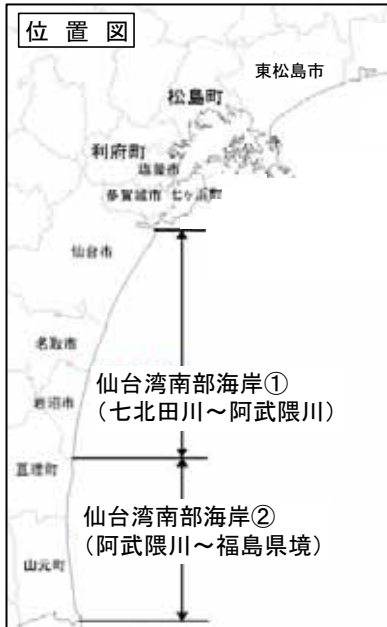 位置図
東松島市
松島町
利府町
塩竈市
多賀城市 七ヶ浜町
仙台市
名取市
岩沼市
仙台湾南部海岸①
（七北田川～阿武隈川）
亘理町
仙台湾南部海岸②
（阿武隈川～福島県境）
山元町